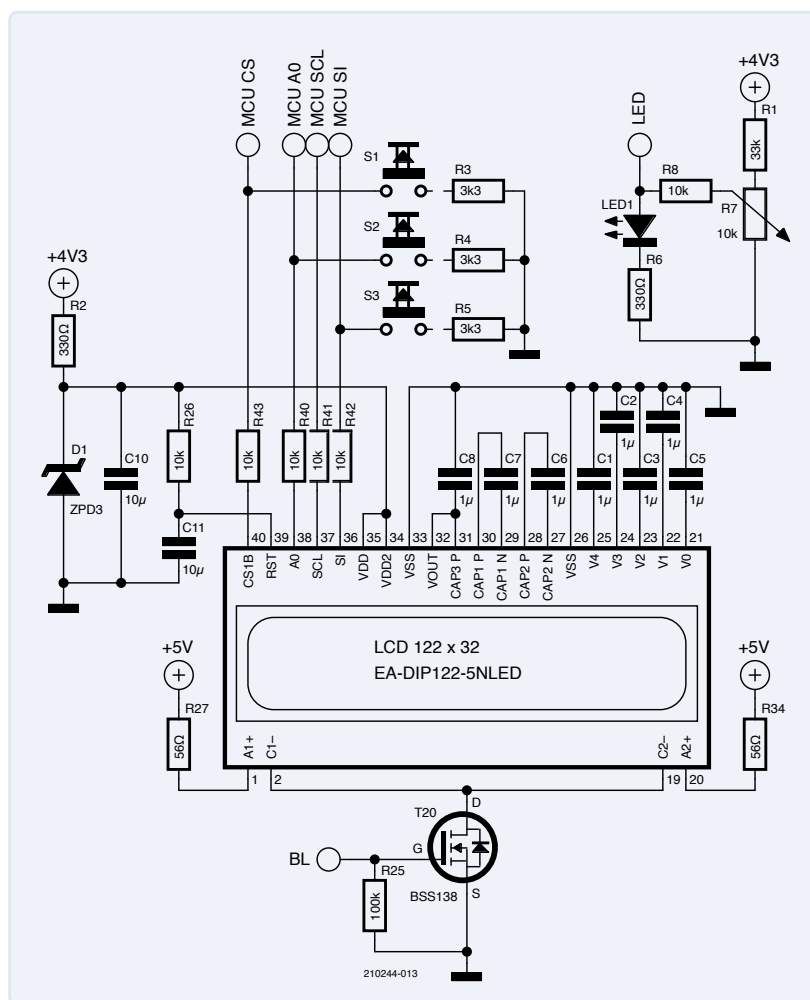 MCU CS
MCU A0
MCU SCL
MCU SI
LED
+4V3
R1
33k
S1
R3
3k3
R8
10k
LED1
R7
10k
S2
R4
3k3
+4V3
R6
330Ω
R2
330Ω
S3
R5
3k3
R26
10k
R43
10k
R40
10k
R41
10k
R42
10k
C2
1µ
C4
1µ
D1
ZPD3
C10
10µ
C8
1µ
C7
1µ
C6
1µ
C1
1µ
C3
1µ
C5
1µ
C11
10µ
40 39 38 37 36 35 34 33 32 31 30 29 28 27 26 25 24 23 22 21
CS1B
RST
A0
SCL
SI
VDD
VDD2
VSS
VOUT
CAP3 P
CAP1 P
CAP1 N
CAP2 P
CAP2 N
VSS
V4
V3
V2
V1
V0
LCD 122 x 32
EA-DIP122-5NLED
+5V
+5V
R27
56Ω
R34
56Ω
A1+
C1–
C2–
A2+
1 2 19 20
T20
D
G
S
BSS138
BL
R25
100k
210244-013